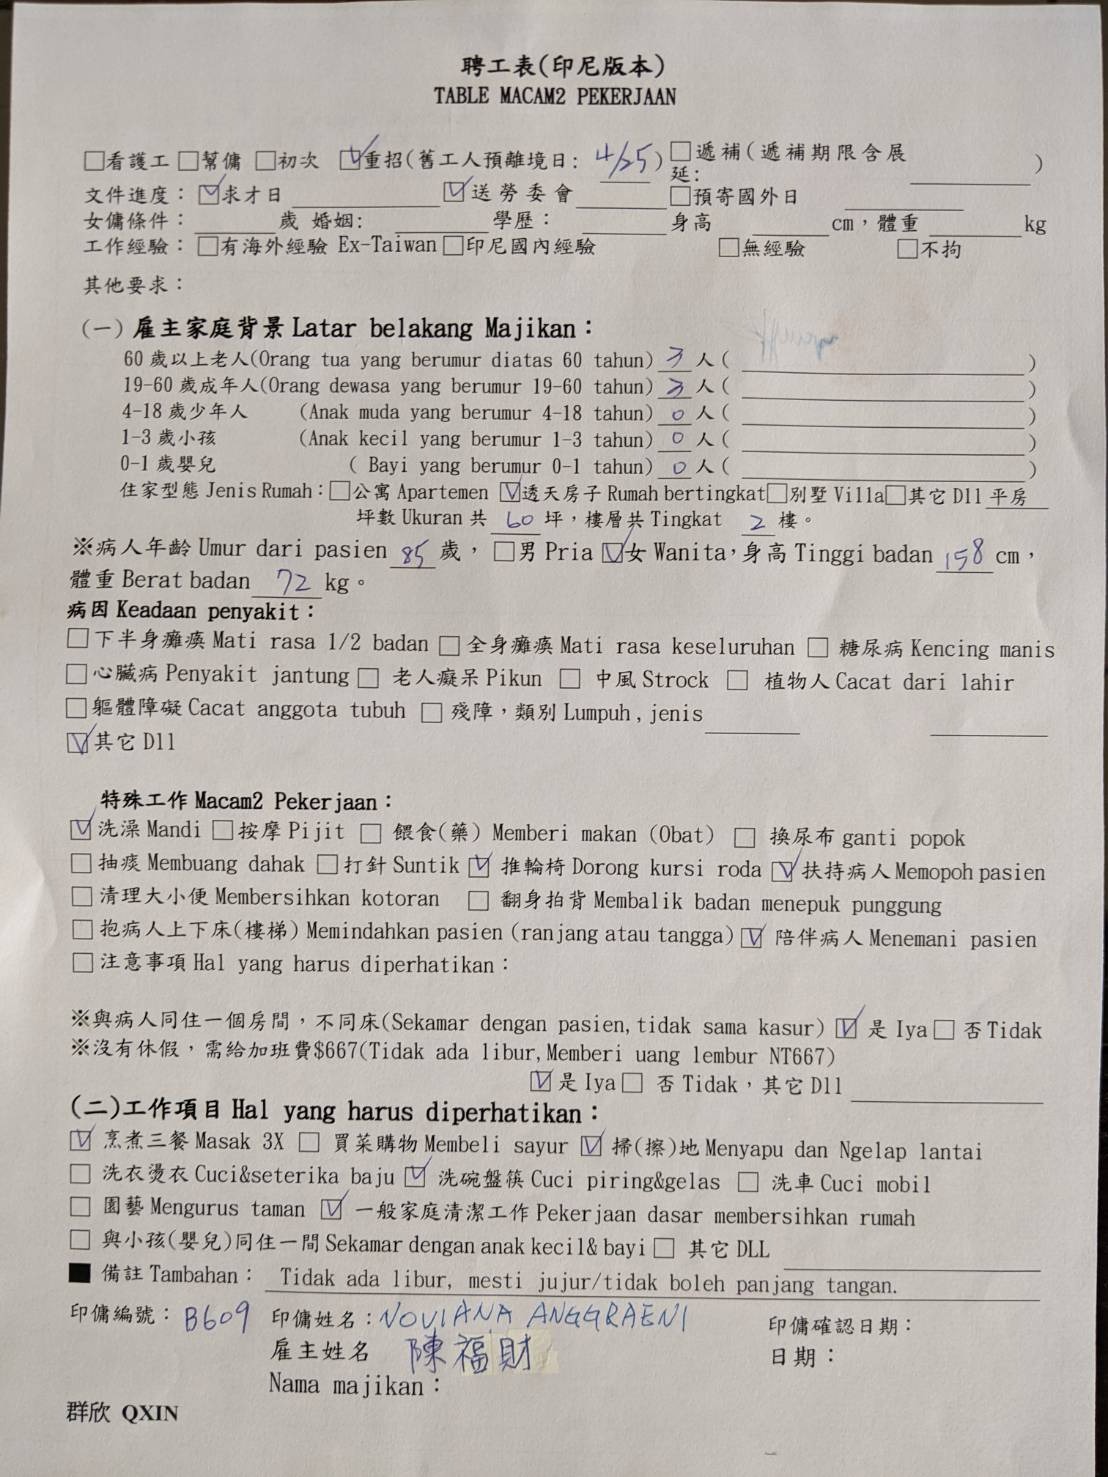 聘工表(印尼版本)
TABLE MACAM2 PEKERJAAN
□看護工 □幫傭 □初次 ☑重招(舊工人預離境日: 4/25) □遞補(遞補期限含展延: )
文件進度: ☑求才日 ☑送勞委會 □預寄國外日
女傭條件: 歲 婚姻: 學歷: 身高 cm,體重 kg
工作經驗: □有海外經驗 Ex-Taiwan □印尼國內經驗 □無經驗 □不拘
其他要求:
(一) 雇主家庭背景 Latar belakang Majikan:
60 歲以上老人(Orang tua yang berumur diatas 60 tahun) 3 人( )
19-60 歲成年人(Orang dewasa yang berumur 19-60 tahun) 3 人( )
4-18 歲少年人 (Anak muda yang berumur 4-18 tahun) 0 人( )
1-3 歲小孩 (Anak kecil yang berumur 1-3 tahun) 0 人( )
0-1 歲嬰兒 ( Bayi yang berumur 0-1 tahun) 0 人( )
住家型態 Jenis Rumah:□公寓 Apartemen ☑透天房子 Rumah bertingkat□別墅 Villa□其它 Dll 平房
坪數 Ukuran 共 60 坪,樓層共 Tingkat 2 樓。
※病人年齡 Umur dari pasien 85 歲, □男 Pria ☑女 Wanita,身高 Tinggi badan 158 cm,
體重 Berat badan 72 kg。
病因 Keadaan penyakit:
□下半身癱瘓 Mati rasa 1/2 badan □ 全身癱瘓 Mati rasa keseluruhan □ 糖尿病 Kencing manis
□心臟病 Penyakit jantung □ 老人癡呆 Pikun □ 中風 Strock □ 植物人 Cacat dari lahir
□軀體障礙 Cacat anggota tubuh □ 殘障,類別 Lumpuh, jenis
☑其它 Dll
特殊工作 Macam2 Pekerjaan:
☑洗澡 Mandi □按摩 Pijit □ 餵食(藥) Memberi makan (Obat) □ 換尿布 ganti popok
□抽痰 Membuang dahak □打針 Suntik ☑ 推輪椅 Dorong kursi roda ☑扶持病人 Memopoh pasien
□清理大小便 Membersihkan kotoran □ 翻身拍背 Membalik badan menepuk punggung
□抱病人上下床(樓梯) Memindahkan pasien (ranjang atau tangga) ☑ 陪伴病人 Menemani pasien
□注意事項 Hal yang harus diperhatikan:
※與病人同住一個房間,不同床(Sekamar dengan pasien, tidak sama kasur) ☑ 是 Iya□ 否 Tidak
※沒有休假,需給加班費$667(Tidak ada libur, Memberi uang lembur NT667)
☑是 Iya□ 否 Tidak,其它 Dll
(二)工作項目 Hal yang harus diperhatikan:
☑ 烹煮三餐 Masak 3X □ 買菜購物 Membeli sayur ☑ 掃(擦)地 Menyapu dan Ngelap lantai
□ 洗衣燙衣 Cuci&seterika baju ☑ 洗碗盤筷 Cuci piring&gelas □ 洗車 Cuci mobil
□ 園藝 Mengurus taman ☑ 一般家庭清潔工作 Pekerjaan dasar membersihkan rumah
□ 與小孩(嬰兒)同住一間 Sekamar dengan anak kecil& bayi □ 其它 DLL
■ 備註 Tambahan: Tidak ada libur, mesti jujur/tidak boleh panjang tangan.
印傭編號: B609 印傭姓名: NOVIANA ANGGRAENI 印傭確認日期:
雇主姓名 陳福財 日期:
Nama majikan:
群欣 QXIN